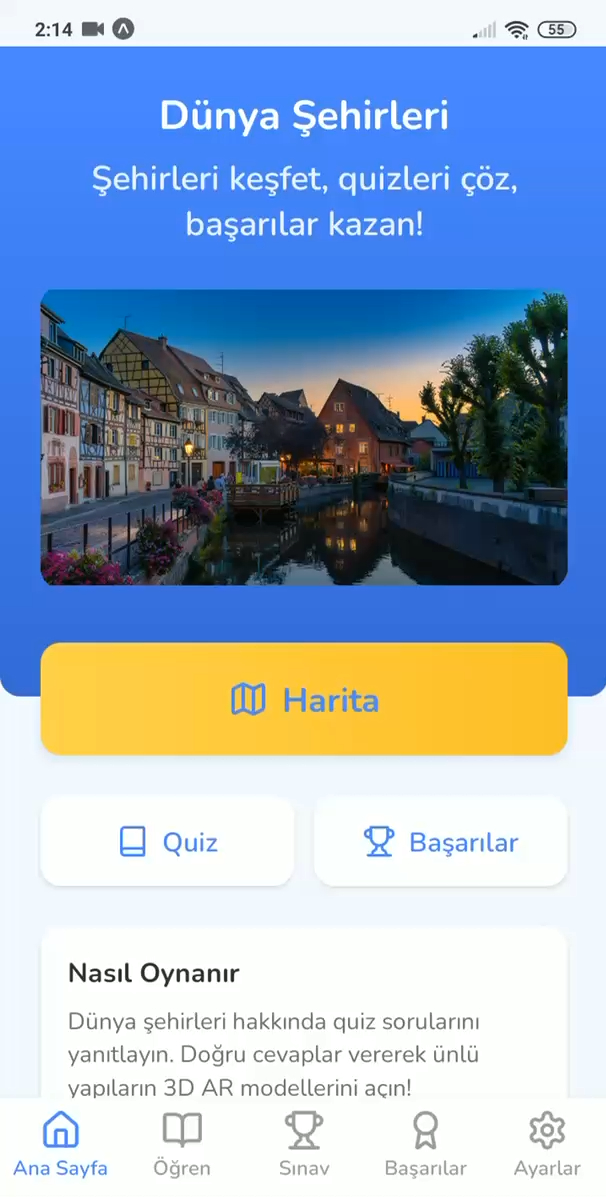 2:14
55
Dünya Şehirleri
Şehirleri keşfet, quizleri çöz,
başarılar kazan!
Harita
Quiz
Başarılar
Nasıl Oynanır
Dünya şehirleri hakkında quiz sorularını
yanıtlayın. Doğru cevaplar vererek ünlü
yapıların 3D AR modellerini açın!
Ana Sayfa
Öğren
Sınav
Başarılar
Ayarlar